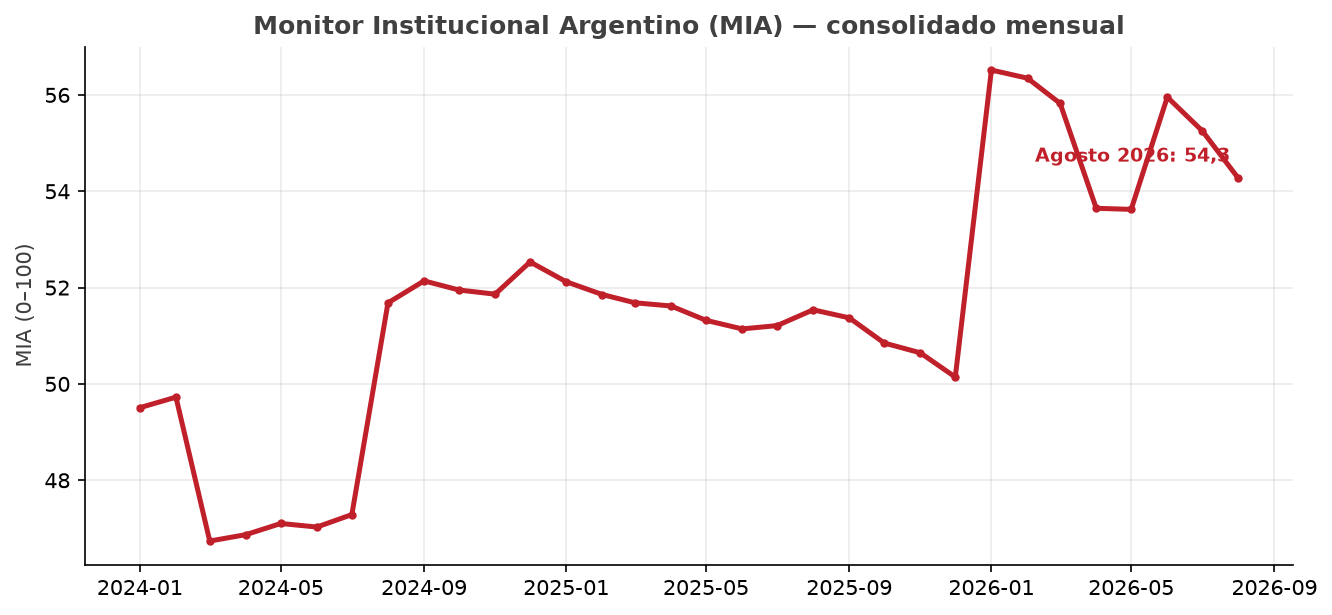 Monitor Institucional Argentino (MIA) — consolidado mensual
MIA (0–100)
56
54
52
50
48
Agosto 2026: 54,3
2024-01 2024-05 2024-09 2025-01 2025-05 2025-09 2026-01 2026-05 2026-09